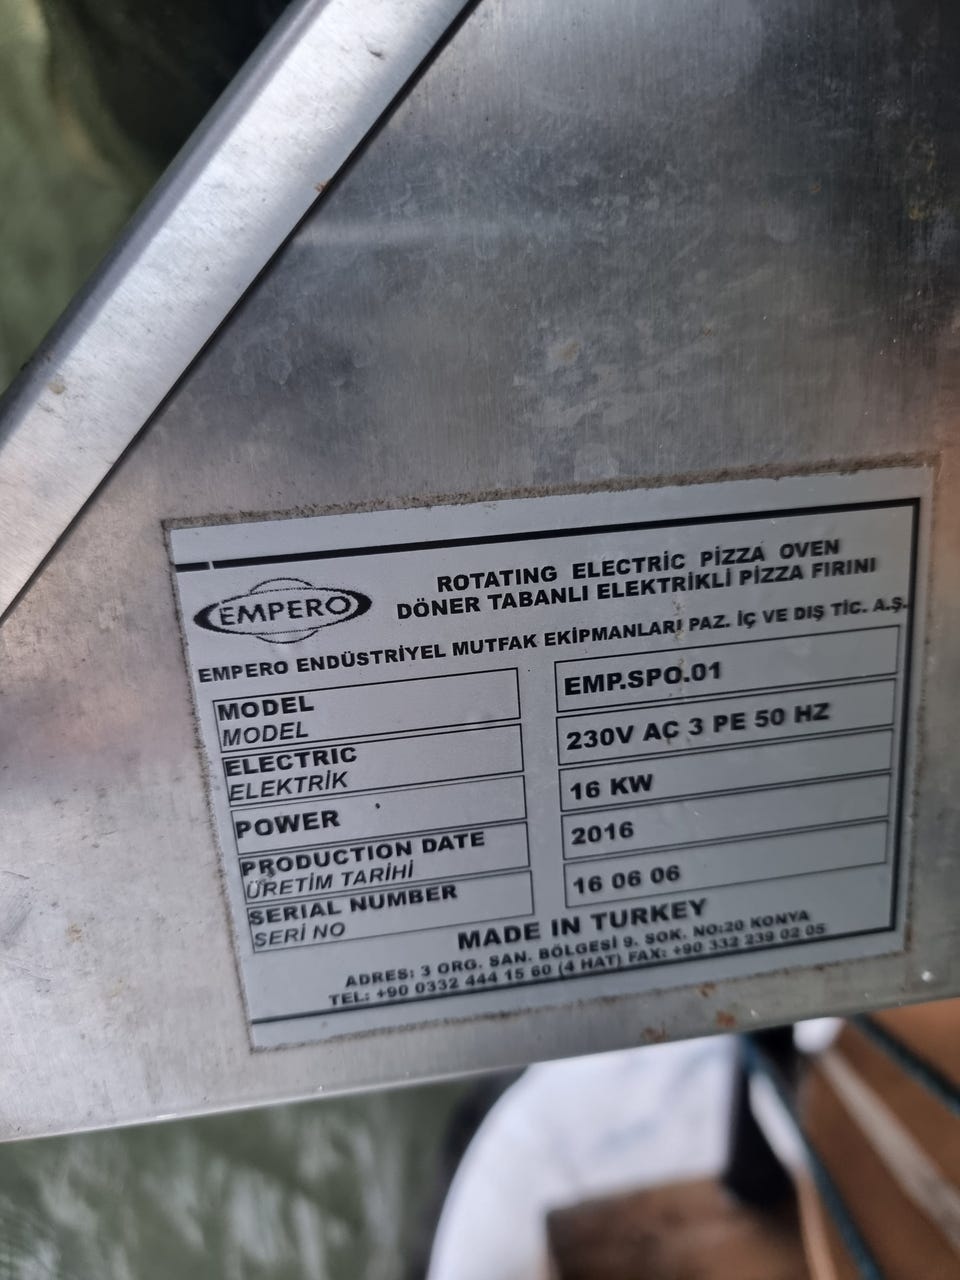 EMPERO
ROTATING ELECTRIC PİZZA OVEN
DÖNER TABANLI ELEKTRİKLİ PİZZA FIRINI
EMPERO ENDÜSTRİYEL MUTFAK EKİPMANLARI PAZ. İÇ VE DIŞ TİC. A.Ş.
MODEL
MODEL
EMP.SPO.01
ELECTRIC
ELEKTRİK
230V AC 3 PE 50 HZ
POWER
16 KW
PRODUCTION DATE
ÜRETİM TARİHİ
2016
SERIAL NUMBER
SERİ NO
16 06 06
MADE IN TURKEY
ADRES: 3 ORG. SAN. BÖLGESİ 9. SOK. NO:20 KONYA
TEL: +90 0332 444 15 60 (4 HAT) FAX: +90 332 239 02 05